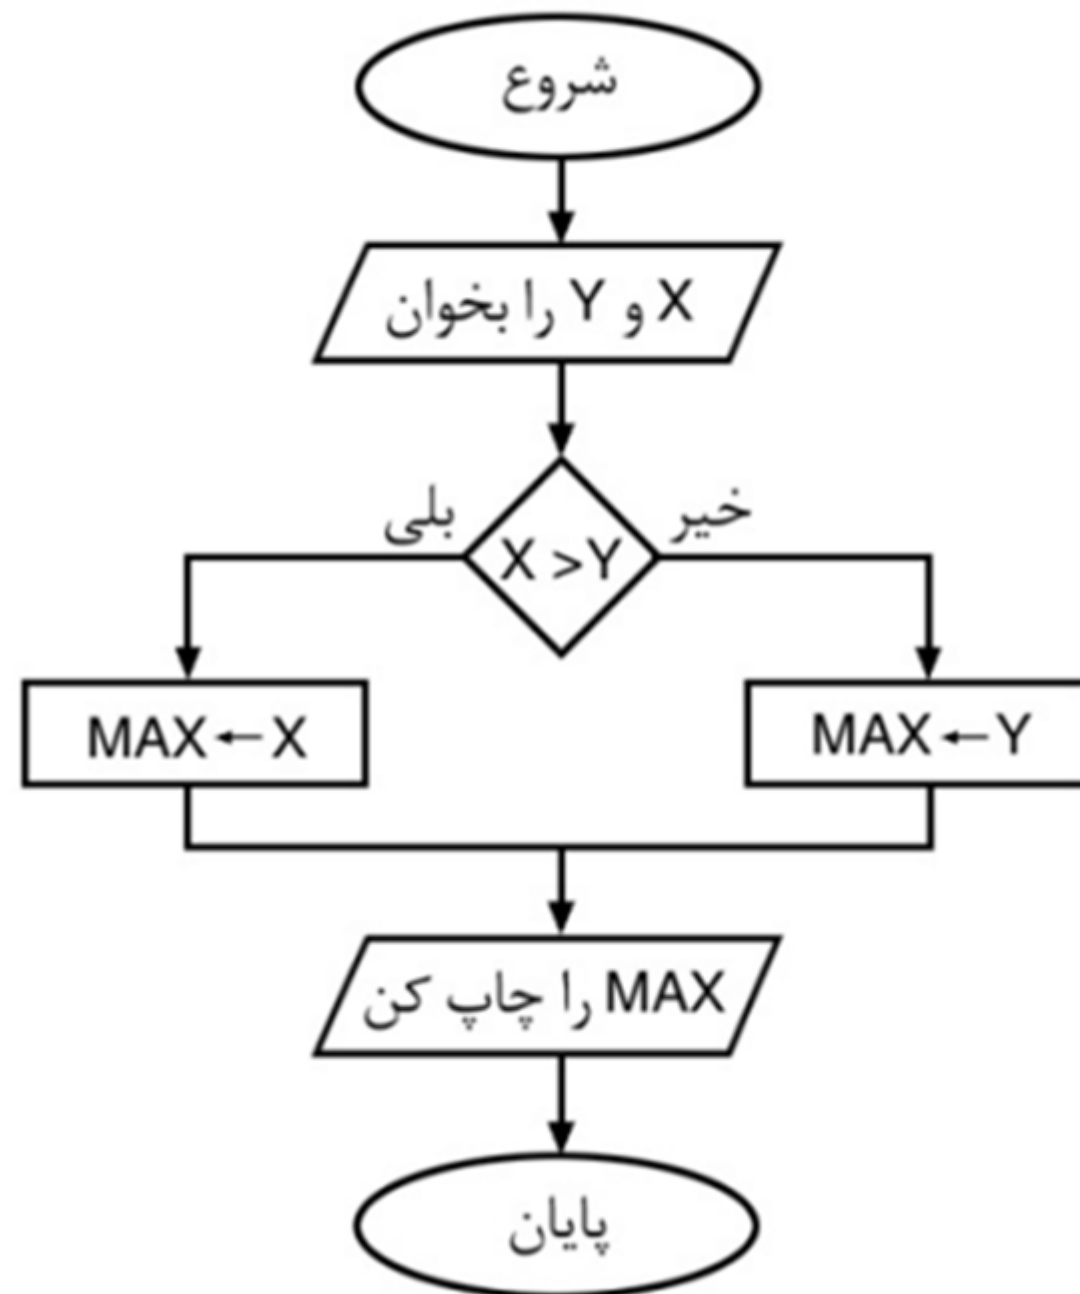 شروع
X و Y را بخوان
بلی
خیر
X >Y
MAX←X
MAX←Y
MAX را چاپ کن
پایان